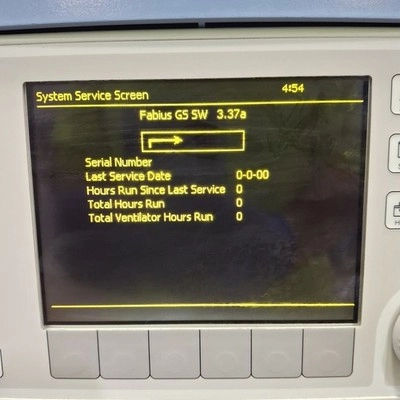 System Service Screen 4:54
Fabius GS SW 3.37a
Serial Number
Last Service Date 0-0-00
Hours Run Since Last Service 0
Total Hours Run 0
Total Ventilator Hours Run 0